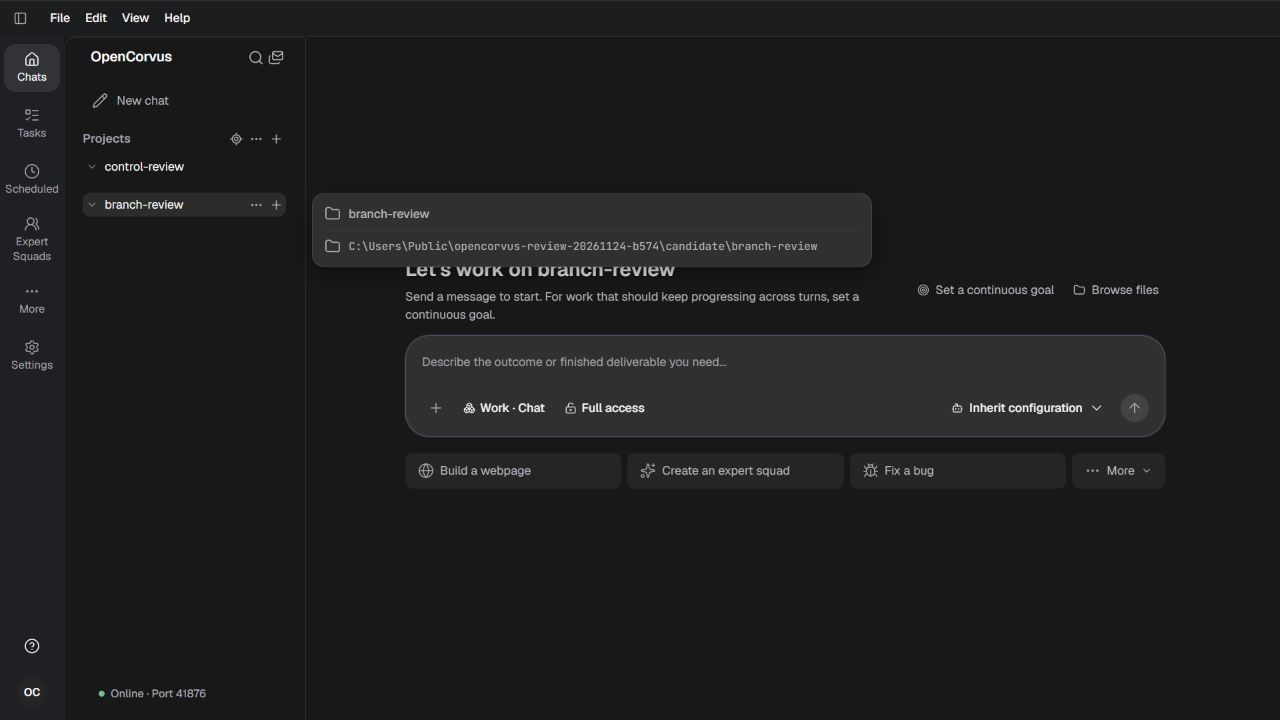 File Edit View Help
Chats
Tasks
Scheduled
Expert
Squads
More
Settings
OC
OpenCorvus
New chat
Projects
control-review
branch-review
Online · Port 41876
branch-review
C:\Users\Public\opencorvus-review-20261124-b574\candidate\branch-review
Let's work on branch-review
Send a message to start. For work that should keep progressing across turns, set a
continuous goal.
Set a continuous goal Browse files
Describe the outcome or finished deliverable you need...
Work · Chat Full access Inherit configuration
Build a webpage Create an expert squad Fix a bug More